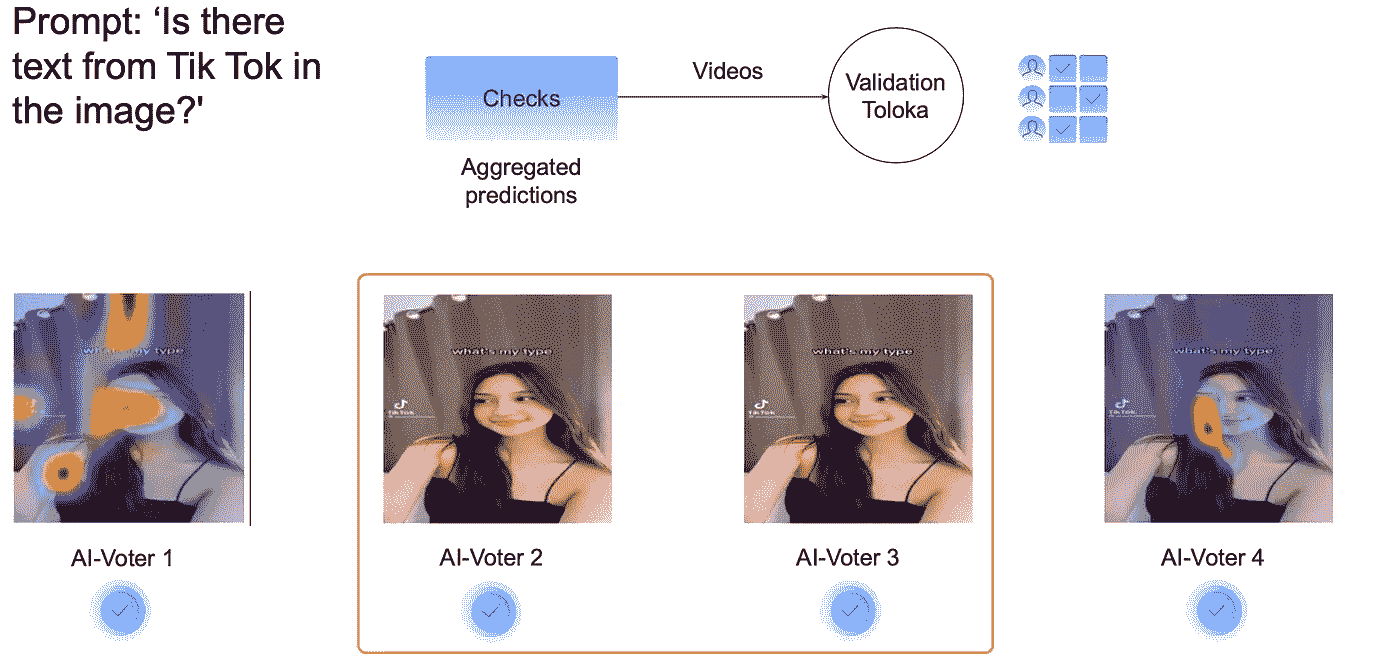 Prompt: ‘Is there
text from Tik Tok in
the image?'
Checks
Aggregated
predictions
Videos
Validation
Toloka
what's my type
what's my type
TikTok
what's my type
TikTok
what's my type
TikTok
AI-Voter 1
AI-Voter 2
AI-Voter 3
AI-Voter 4